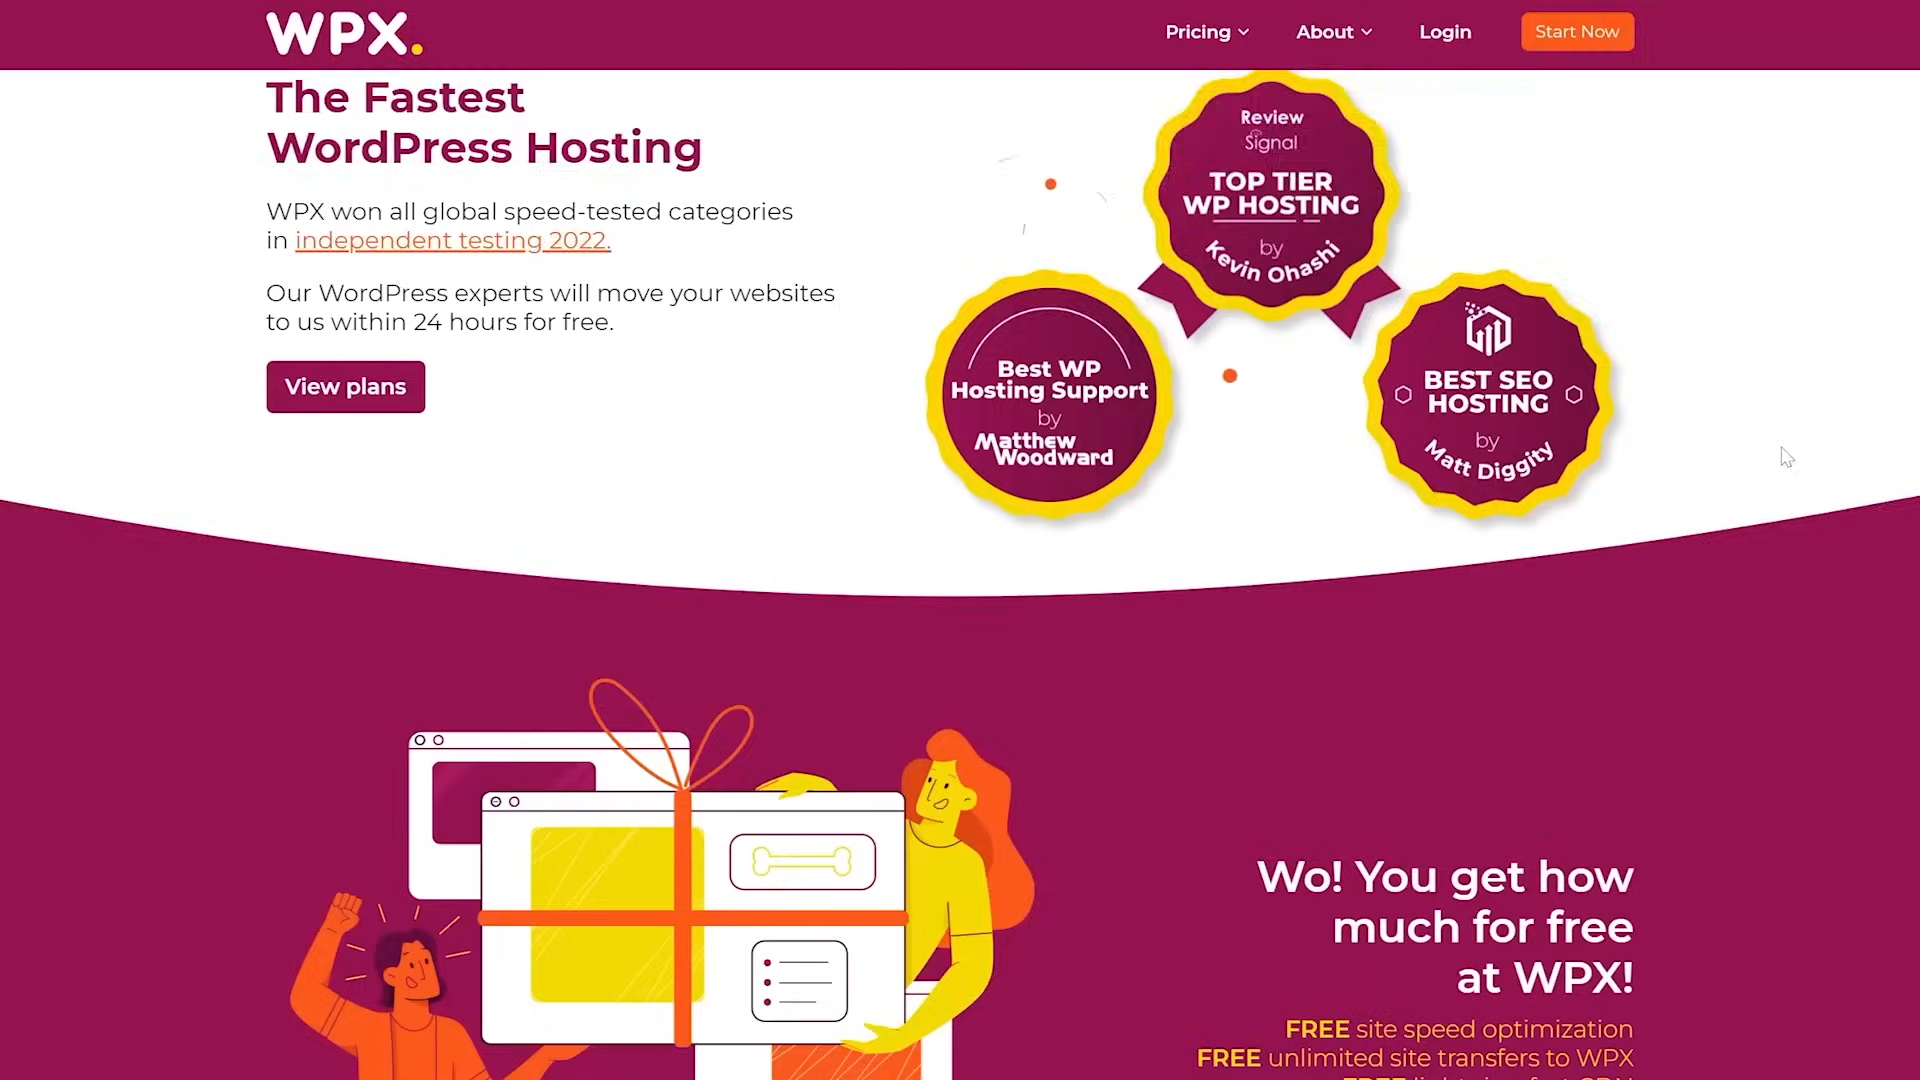 WPX.
Pricing
About
Login
Start Now
The Fastest
WordPress Hosting
WPX won all global speed-tested categories
in independent testing 2022.
Our WordPress experts will move your websites
to us within 24 hours for free.
View plans
Review
Signal
TOP TIER
WP HOSTING
by
Kevin Ohashi
Best WP
Hosting Support
by
Matthew
Woodward
BEST SEO
HOSTING
by
Matt Diggity
Wo! You get how
much for free
at WPX!
FREE site speed optimization
FREE unlimited site transfers to WPX